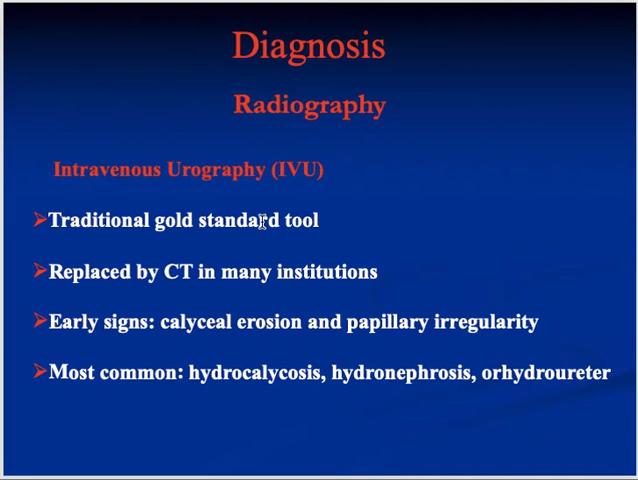 Diagnosis
Radiography
Intravenous Urography (IVU)
Traditional gold standard tool
Replaced by CT in many institutions
Early signs: calyceal erosion and papillary irregularity
Most common: hydrocalycosis, hydronephrosis, orhydroureter